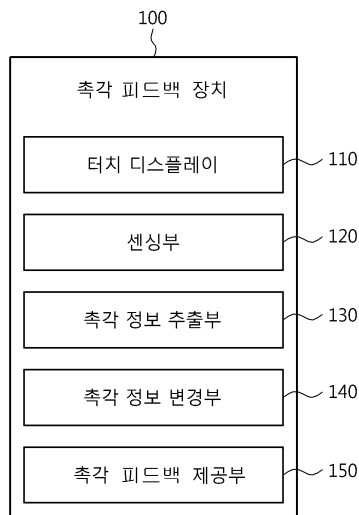 100
촉각 피드백 장치
터치 디스플레이 110
센싱부 120
촉각 정보 추출부 130
촉각 정보 변경부 140
촉각 피드백 제공부 150